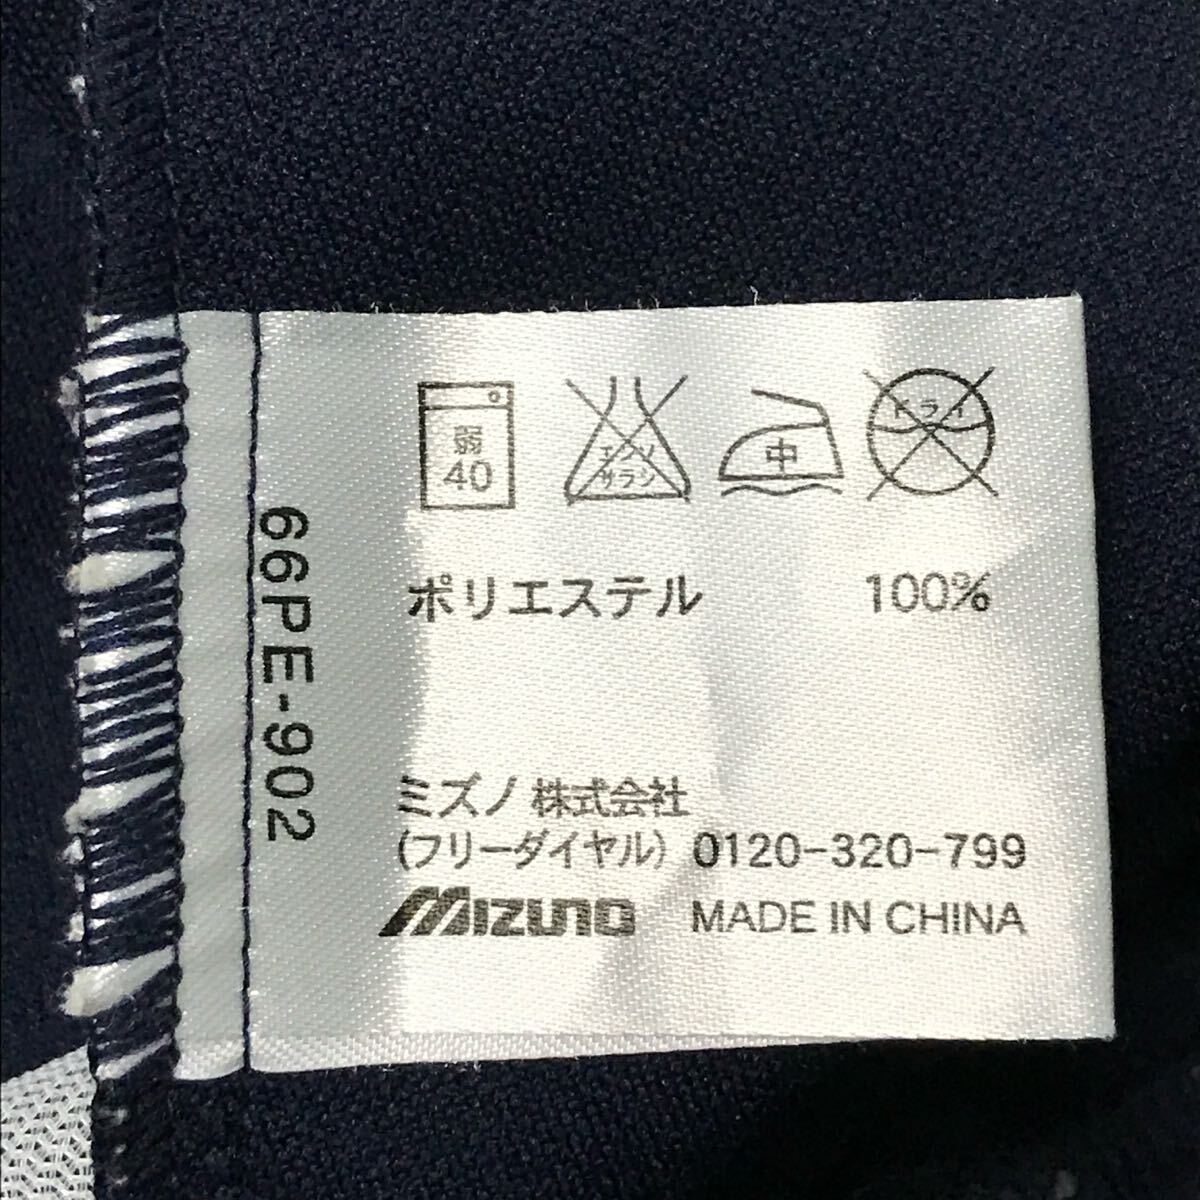 弱
40
エンソ
サラシ
中
ドライ
ポリエステル 100%
ミズノ 株式会社
(フリーダイヤル) 0120-320-799
MIZUNO MADE IN CHINA
66PE-902